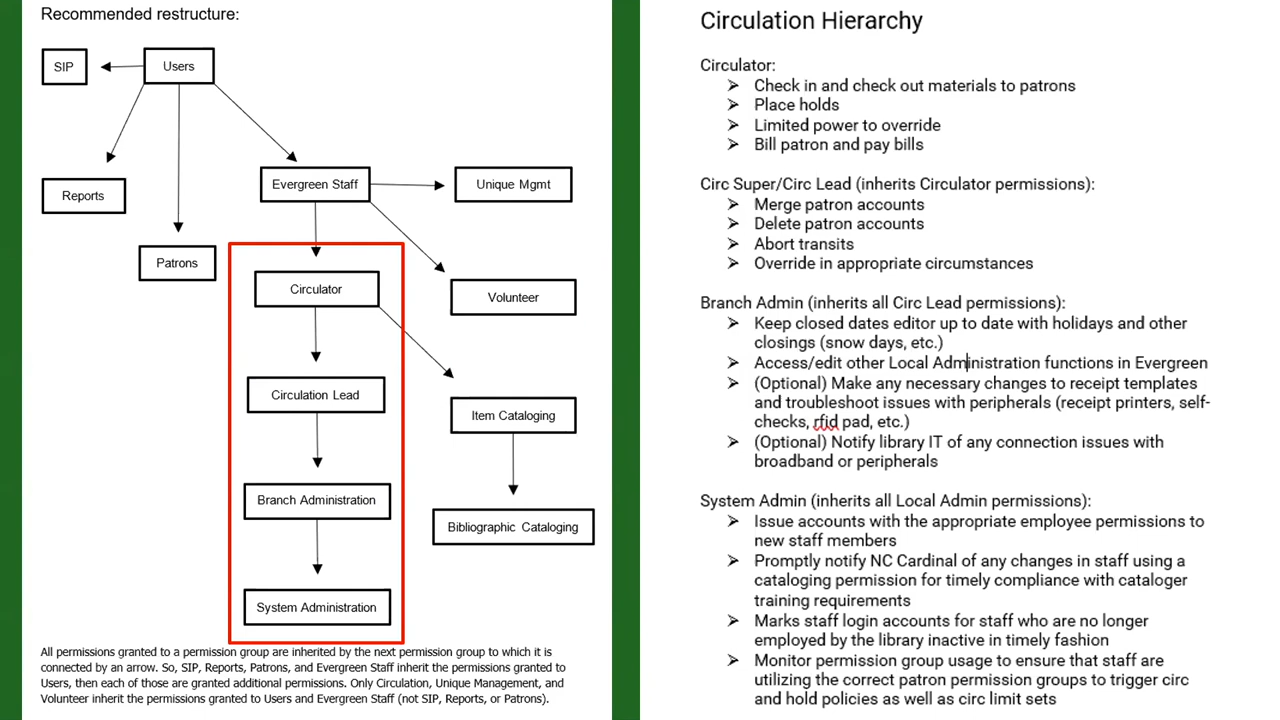 Recommended restructure:
SIP
Users
Reports
Evergreen Staff
Unique Mgmt
Patrons
Circulator
Volunteer
Circulation Lead
Item Cataloging
Branch Administration
Bibliographic Cataloging
System Administration
All permissions granted to a permission group are inherited by the next permission group to which it is
connected by an arrow. So, SIP, Reports, Patrons, and Evergreen Staff inherit the permissions granted to
Users, then each of those are granted additional permissions. Only Circulation, Unique Management, and
Volunteer inherit the permissions granted to Users and Evergreen Staff (not SIP, Reports, or Patrons).
Circulation Hierarchy
Circulator:
➤ Check in and check out materials to patrons
➤ Place holds
➤ Limited power to override
➤ Bill patron and pay bills
Circ Super/Circ Lead (inherits Circulator permissions):
➤ Merge patron accounts
➤ Delete patron accounts
➤ Abort transits
➤ Override in appropriate circumstances
Branch Admin (inherits all Circ Lead permissions):
➤ Keep closed dates editor up to date with holidays and other
closings (snow days, etc.)
➤ Access/edit other Local Administration functions in Evergreen
➤ (Optional) Make any necessary changes to receipt templates
and troubleshoot issues with peripherals (receipt printers, self-
checks, rfid pad, etc.)
➤ (Optional) Notify library IT of any connection issues with
broadband or peripherals
System Admin (inherits all Local Admin permissions):
➤ Issue accounts with the appropriate employee permissions to
new staff members
➤ Promptly notify NC Cardinal of any changes in staff using a
cataloging permission for timely compliance with cataloger
training requirements
➤ Marks staff login accounts for staff who are no longer
employed by the library inactive in timely fashion
➤ Monitor permission group usage to ensure that staff are
utilizing the correct patron permission groups to trigger circ
and hold policies as well as circ limit sets